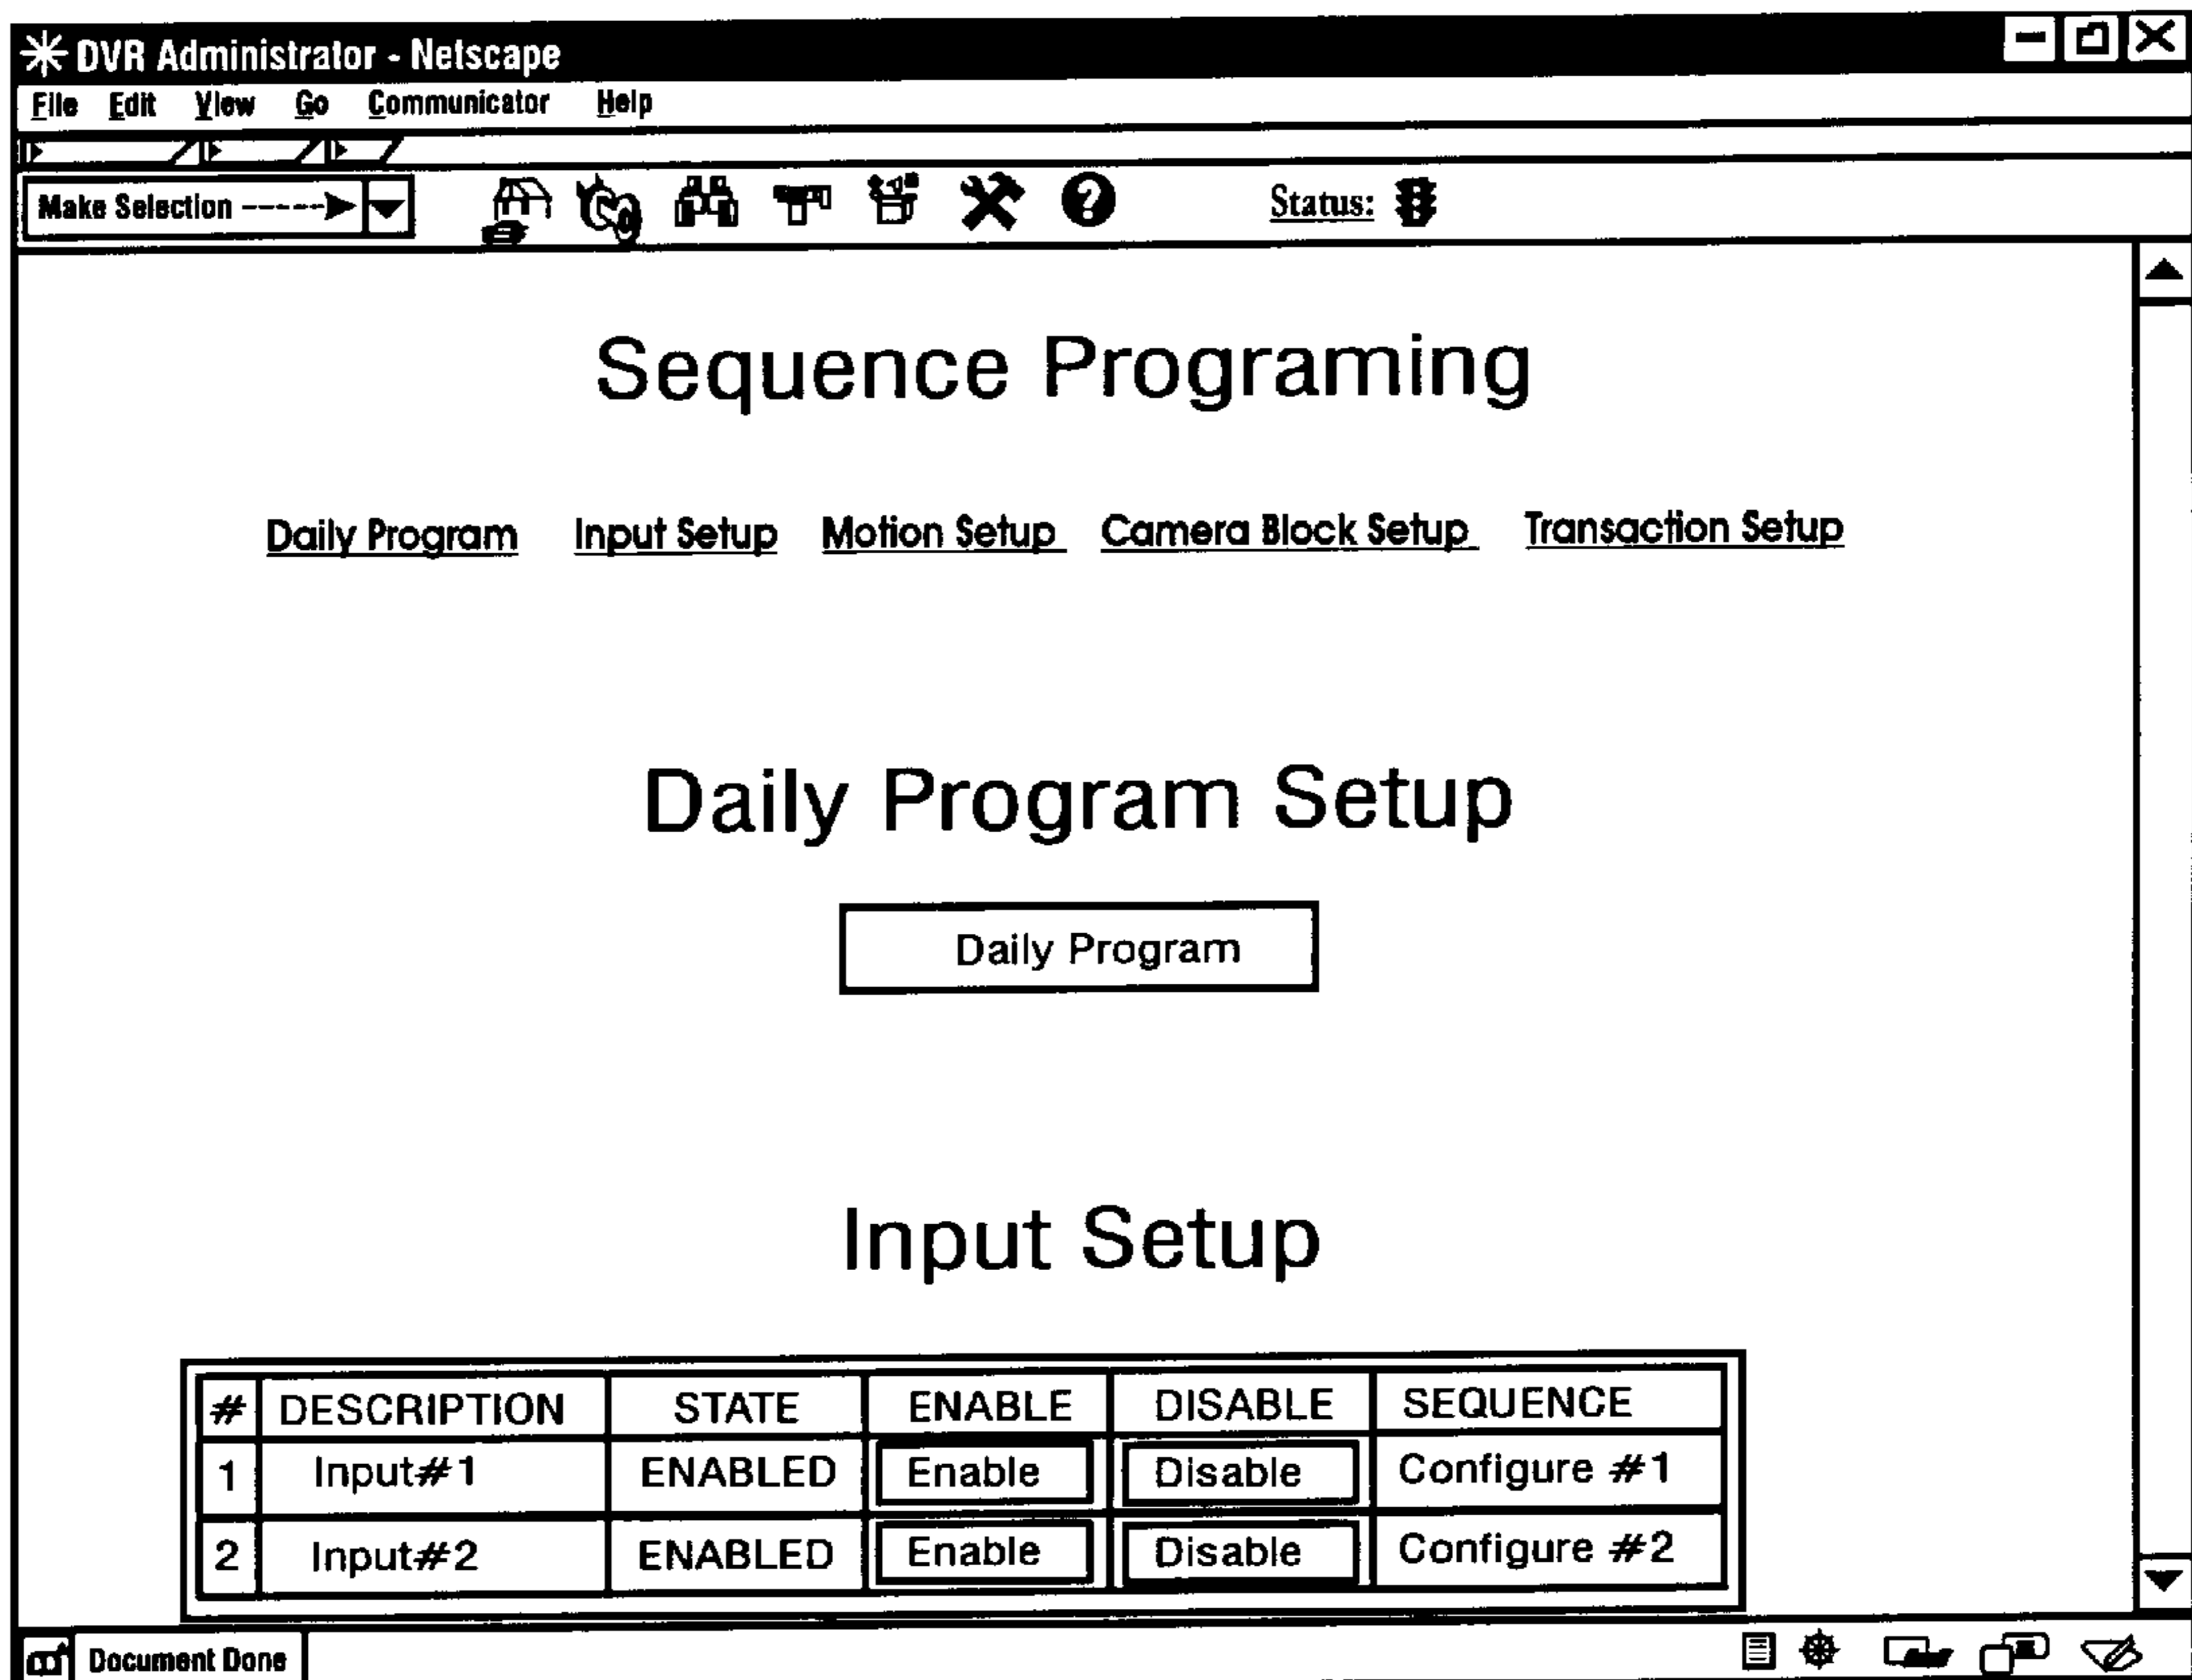 DVR Administrator - Netscape
File Edit View Go Communicator Help
Make Selection ------> Status:
Sequence Programing
Daily Program Input Setup Motion Setup Camera Block Setup Transaction Setup
Daily Program Setup
Daily Program
Input Setup
# DESCRIPTION STATE ENABLE DISABLE SEQUENCE
1 Input#1 ENABLED Enable Disable Configure #1
2 Input#2 ENABLED Enable Disable Configure #2
Document Done